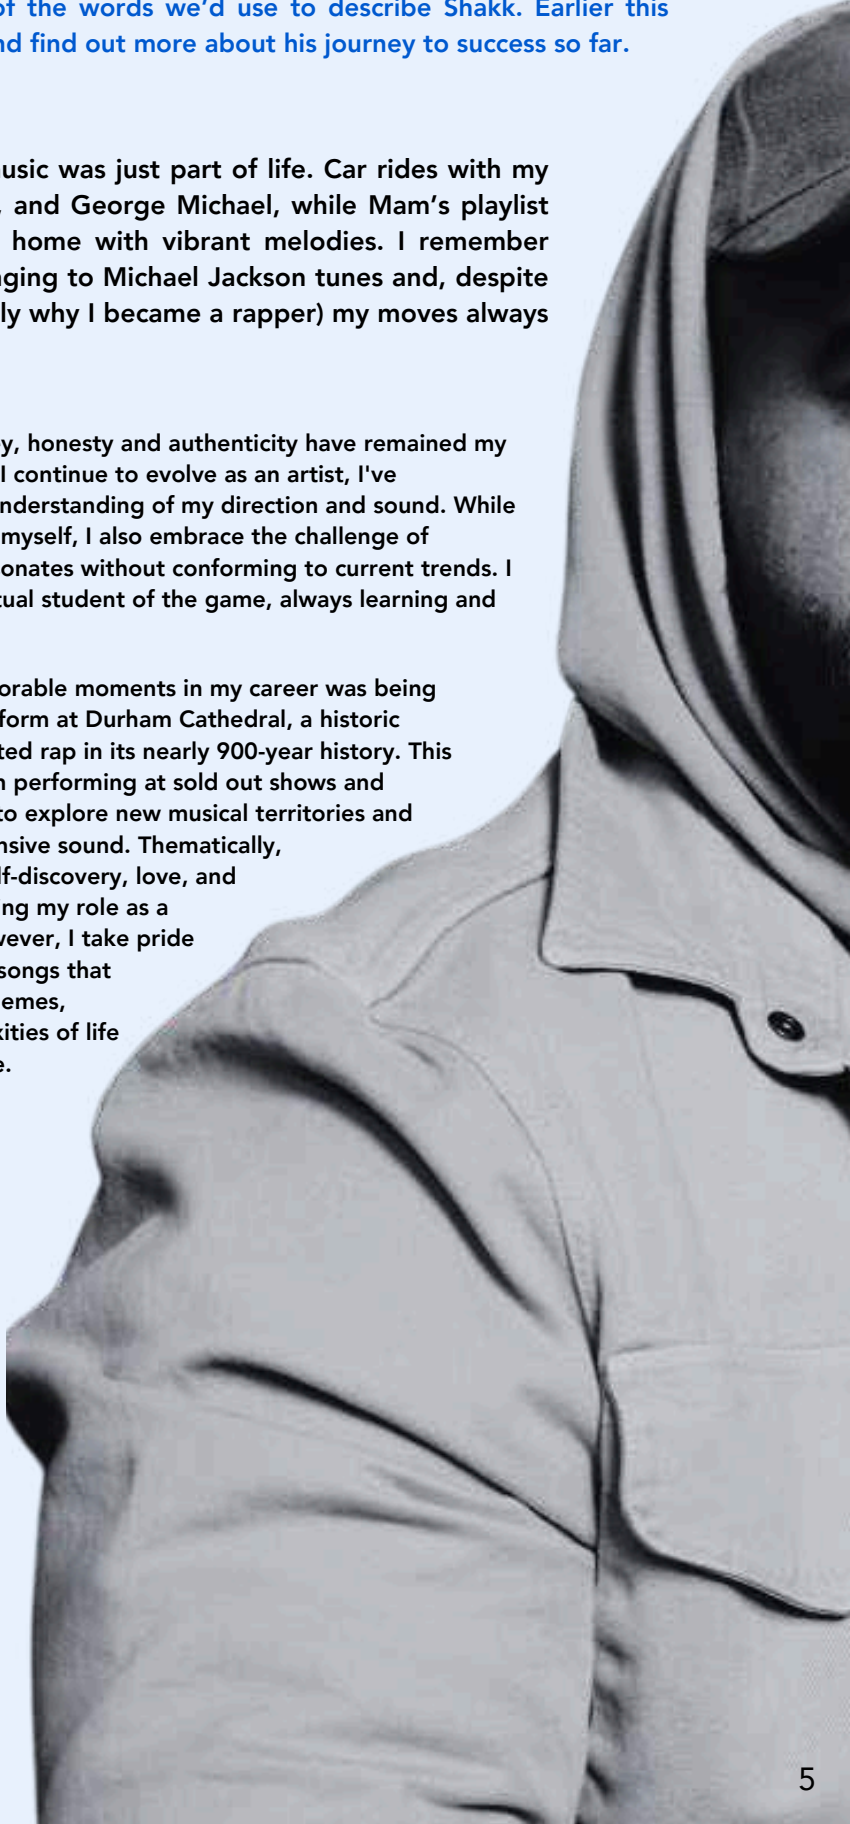 of the words we'd use to describe Shakk. Earlier this
nd find out more about his journey to success so far.
usic was just part of life. Car rides with my
, and George Michael, while Mam's playlist
home with vibrant melodies. I remember
nging to Michael Jackson tunes and, despite
ly why I became a rapper) my moves always
y, honesty and authenticity have remained my
I continue to evolve as an artist, I've
nderstanding of my direction and sound. While
myself, I also embrace the challenge of
onates without conforming to current trends. I
tual student of the game, always learning and
orable moments in my career was being
form at Durham Cathedral, a historic
ted rap in its nearly 900-year history. This
n performing at sold out shows and
to explore new musical territories and
nsive sound. Thematically,
lf-discovery, love, and
ing my role as a
wever, I take pride
songs that
emes,
xities of life
e.
5